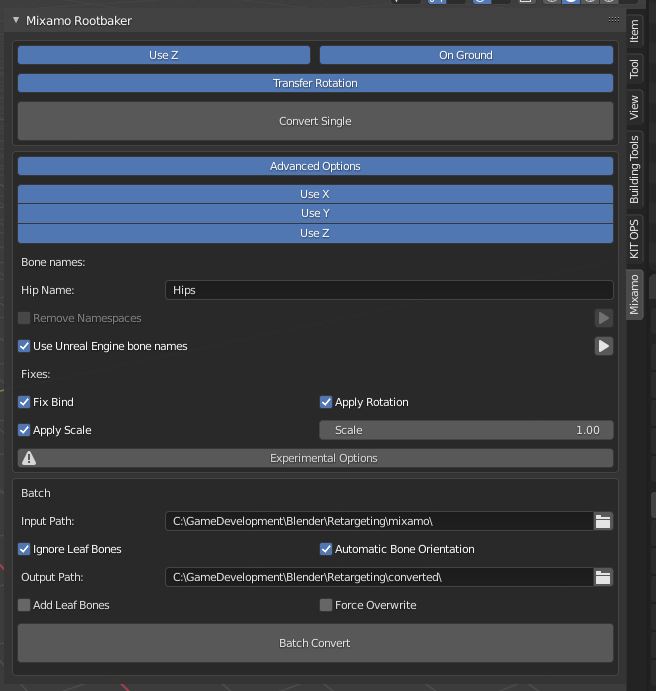 Mixamo Rootbaker
Use Z
On Ground
Transfer Rotation
Convert Single
Advanced Options
Use X
Use Y
Use Z
Bone names:
Hip Name: Hips
Remove Namespaces
Use Unreal Engine bone names
Fixes:
Fix Bind
Apply Rotation
Apply Scale
Scale 1.00
Experimental Options
Batch
Input Path: C:\GameDevelopment\Blender\Retargeting\mixamo\
Ignore Leaf Bones
Automatic Bone Orientation
Output Path: C:\GameDevelopment\Blender\Retargeting\converted\
Add Leaf Bones
Force Overwrite
Batch Convert
Item
Tool
View
Building Tools
KIT OPS
Mixamo